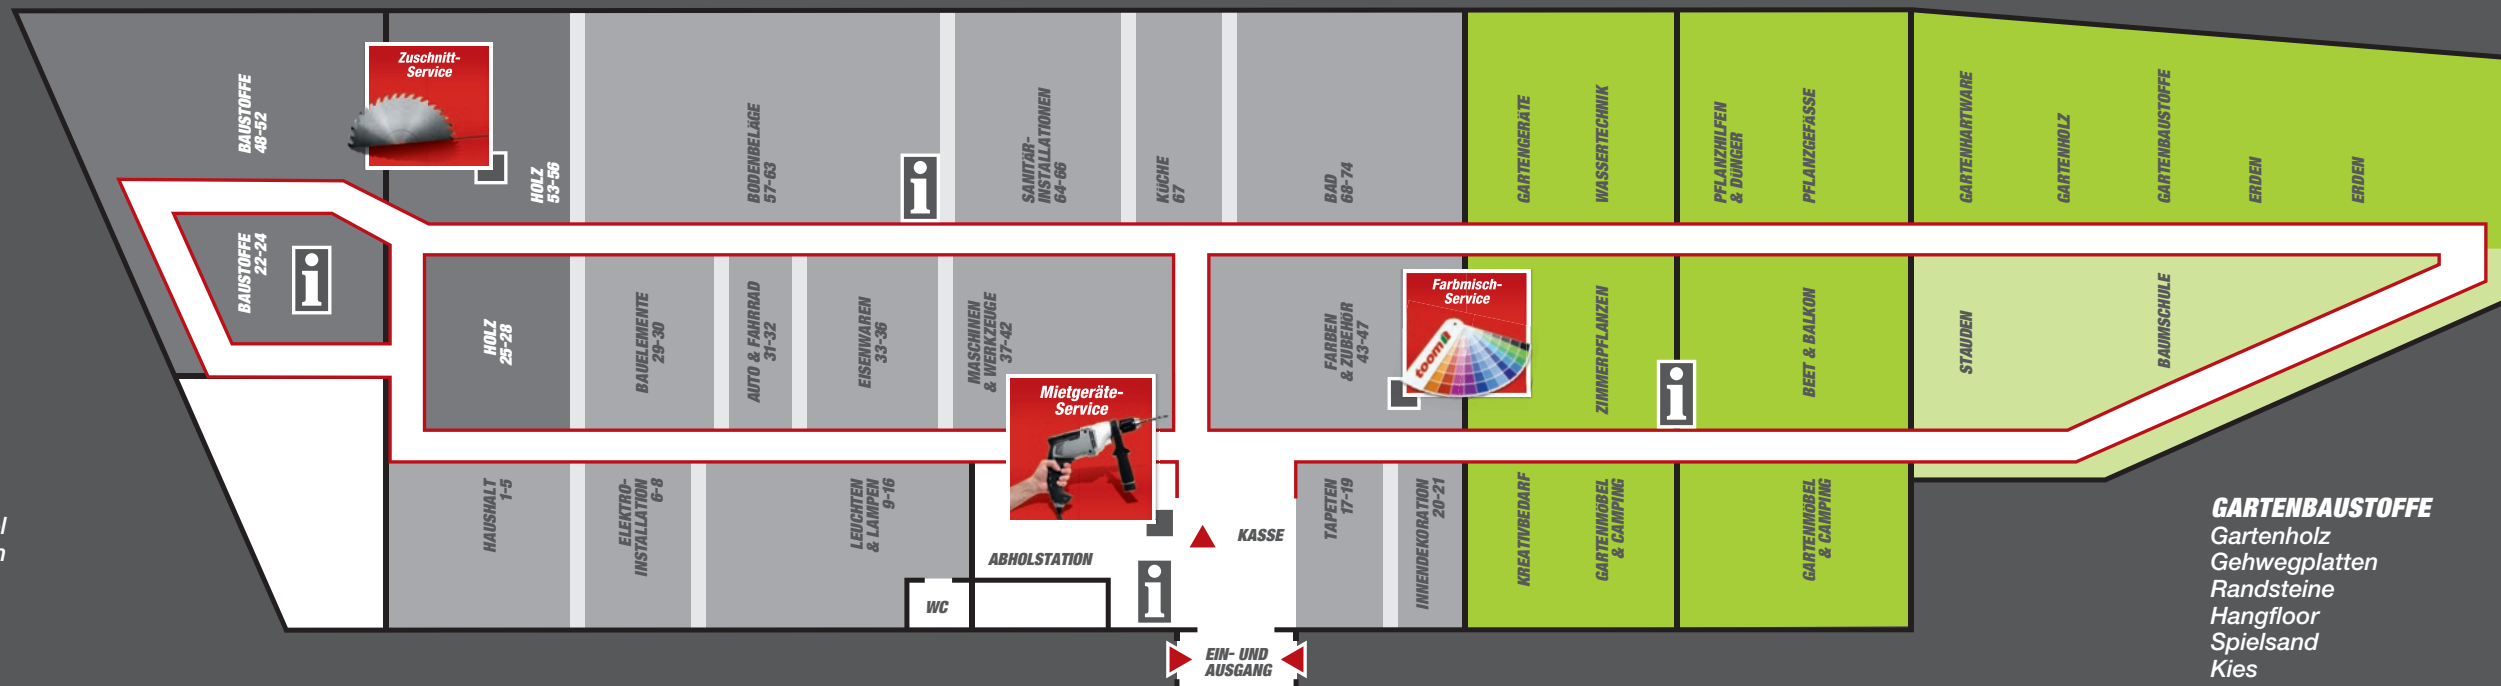 Zuschnitt-
Service
BAUSTOFFE
48-52
HOLZ
53-56
BODENBELÄGE
57-63
i
SANITÄR-
INSTALLATIONEN
64-66
KÜCHE
67
BAD
68-74
GARTENGERÄTE
WASSERTECHNIK
PFLANZHILFEN
& DÜNGER
PFLANZGEFÄSSE
GARTENHARTWARE
GARTENHOLZ
GARTENBAUSTOFFE
ERDEN
ERDEN
BAUSTOFFE
22-24
i
HOLZ
25-28
BAUELEMENTE
29-30
AUTO & FAHRRAD
31-32
EISENWAREN
33-36
MASCHINEN
& WERKZEUGE
37-42
FARBEN
& ZUBEHÖR
43-47
Farbmisch-
Service
toom
ZIMMERPFLANZEN
i
BEET & BALKON
STAUDEN
BAUMSCHULE
Mietgeräte-
Service
HAUSHALT
1-5
ELEKTRO-
INSTALLATION
6-8
LEUCHTEN
& LAMPEN
9-16
ABHOLSTATION
WC
i
KASSE
TAPETEN
17-19
INNENDEKORATION
20-21
KREATIVBEDARF
GARTENMÖBEL
& CAMPING
GARTENMÖBEL
& CAMPING
EIN- UND
AUSGANG
l
n
GARTENBAUSTOFFE
Gartenholz
Gehwegplatten
Randsteine
Hangfloor
Spielsand
Kies